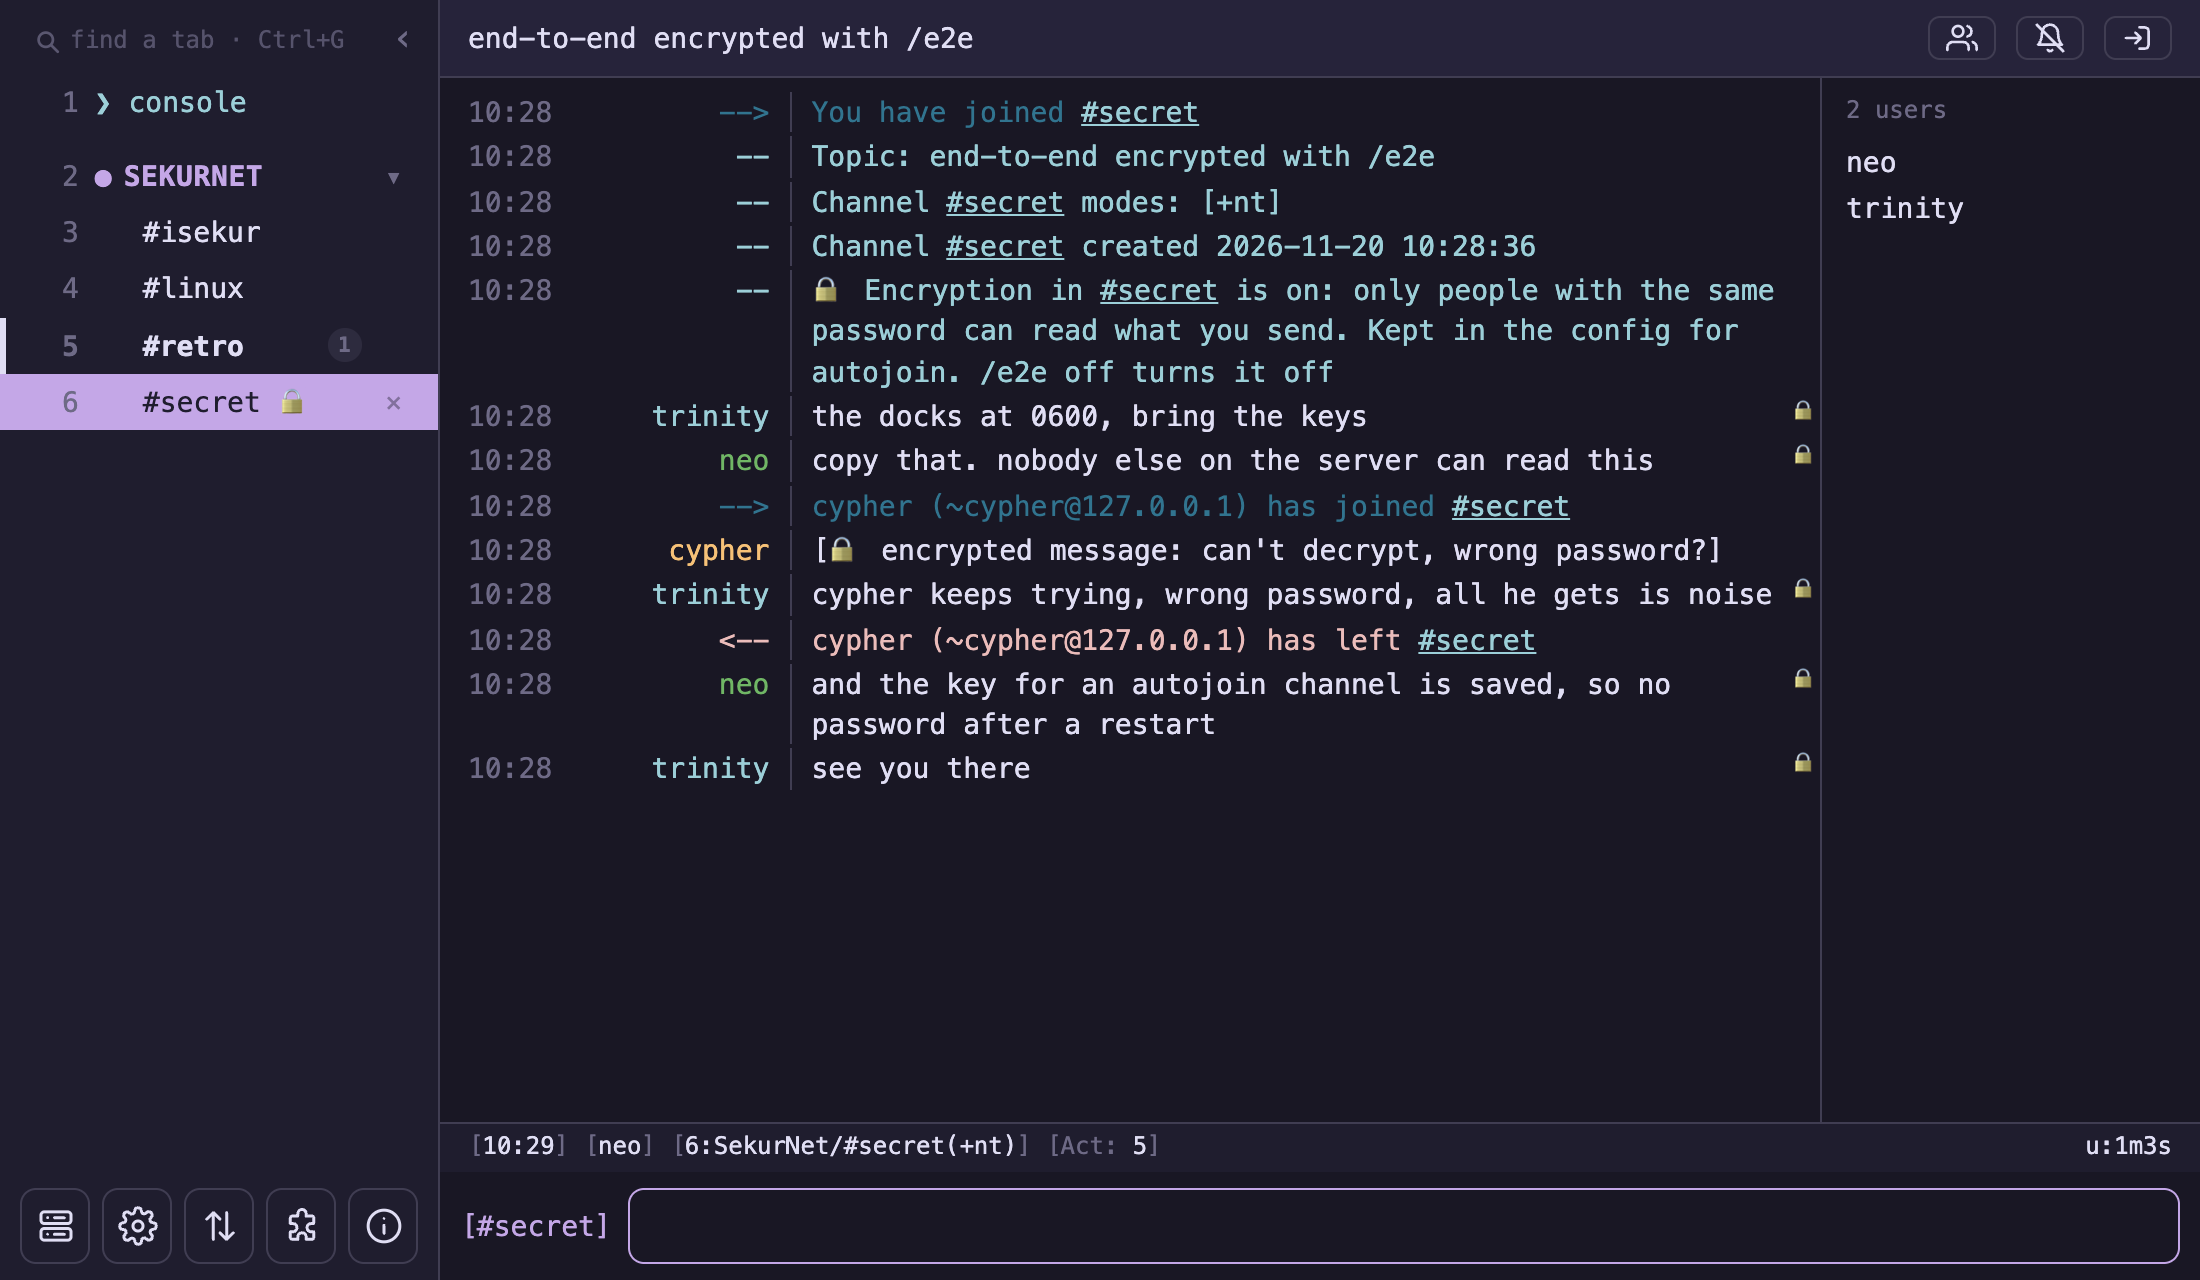 find a tab · Ctrl+G
1 ❯ console
2 ● SEKURNET ▼
3 #isekur
4 #linux
5 #retro 1
6 #secret 🔒 ×
end-to-end encrypted with /e2e
10:28 --> You have joined #secret
10:28 -- Topic: end-to-end encrypted with /e2e
10:28 -- Channel #secret modes: [+nt]
10:28 -- Channel #secret created 2026-11-20 10:28:36
10:28 -- 🔒 Encryption in #secret is on: only people with the same
password can read what you send. Kept in the config for
autojoin. /e2e off turns it off
10:28 trinity the docks at 0600, bring the keys 🔒
10:28 neo copy that. nobody else on the server can read this 🔒
10:28 --> cypher (~cypher@127.0.0.1) has joined #secret
10:28 cypher [🔒 encrypted message: can't decrypt, wrong password?]
10:28 trinity cypher keeps trying, wrong password, all he gets is noise 🔒
10:28 <-- cypher (~cypher@127.0.0.1) has left #secret
10:28 neo and the key for an autojoin channel is saved, so no 🔒
password after a restart
10:28 trinity see you there 🔒
2 users
neo
trinity
[10:29] [neo] [6:SekurNet/#secret(+nt)] [Act: 5] u:1m3s
[#secret]